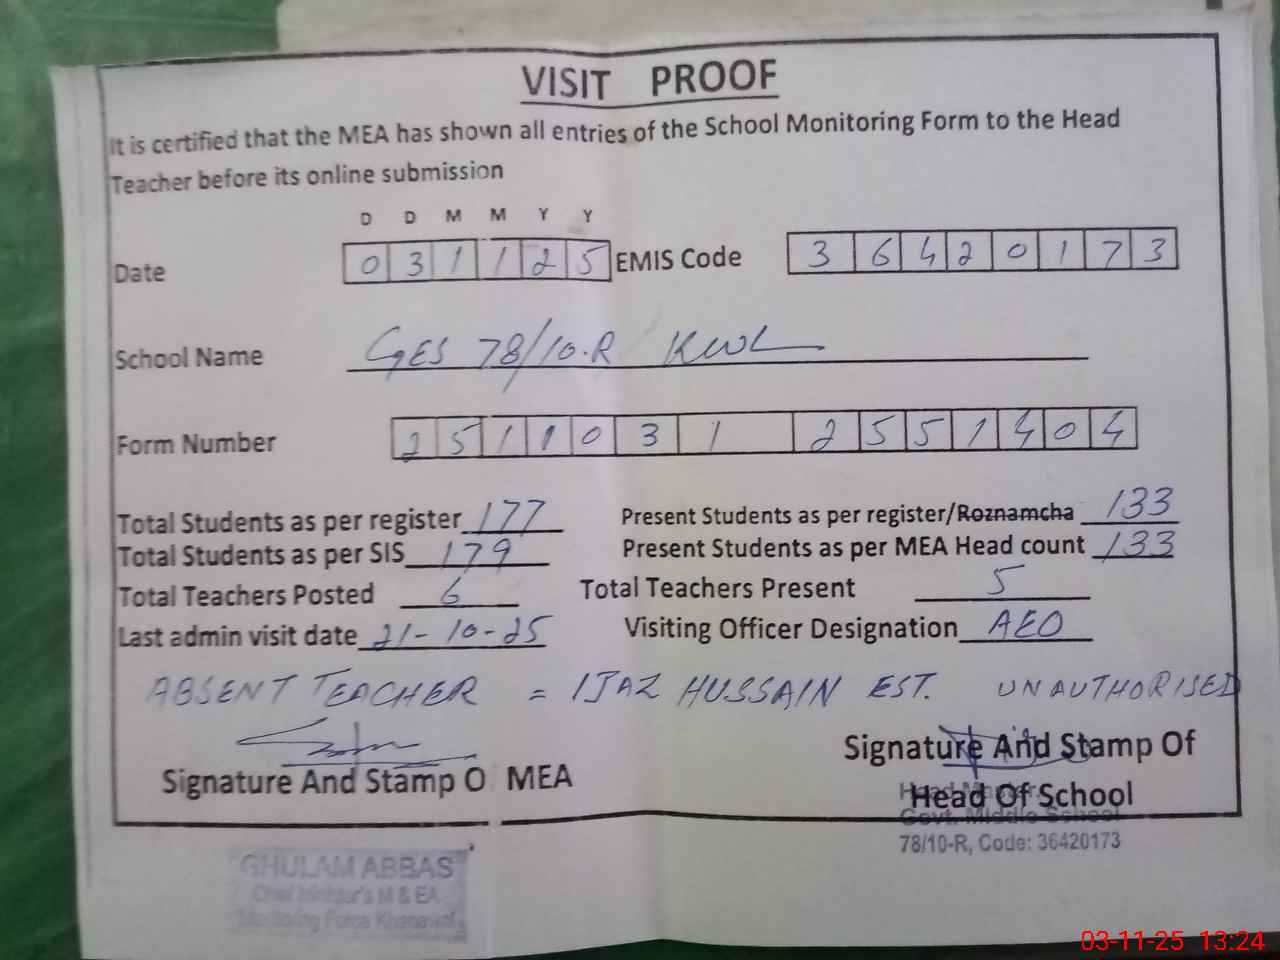 VISIT PROOF
It is certified that the MEA has shown all entries of the School Monitoring Form to the Head
Teacher before its online submission
D D M M Y Y
Date 0 3 1 1 2 5 EMIS Code 3 6 4 2 0 1 7 3
School Name GES 78/10.R KWL
Form Number 2 5 1 1 0 3 1 2 5 5 1 4 0 4
Total Students as per register 177 Present Students as per register/Roznamcha 133
Total Students as per SIS 179 Present Students as per MEA Head count 133
Total Teachers Posted 6 Total Teachers Present 5
Last admin visit date 21-10-25 Visiting Officer Designation AEO
ABSENT TEACHER = IJAZ HUSSAIN EST. UNAUTHORISED
Signature And Stamp O MEA
Signature And Stamp Of
Head Of School
Govt. Middle School
78/10-R, Code: 36420173
GHULAM ABBAS
Chief Minister's M & EA
Monitoring Force Khanewal
03-11-25 13:24